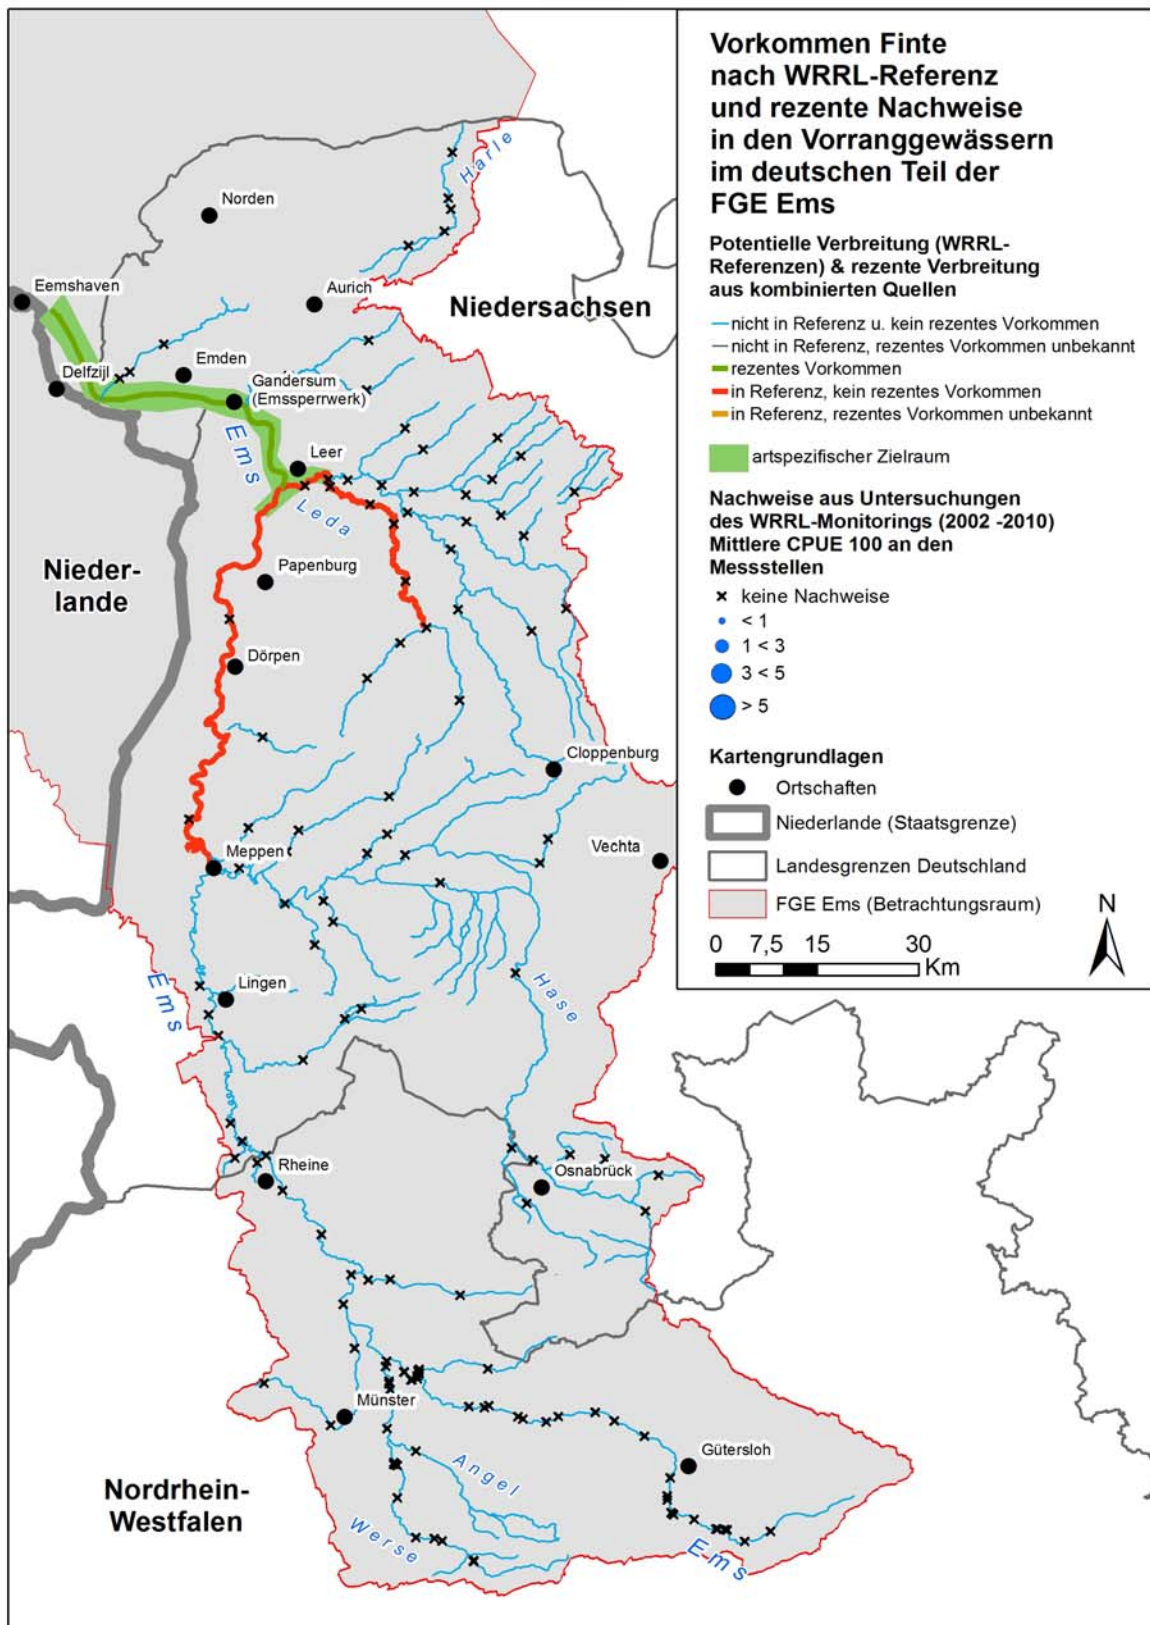 Vorkommen Finte
nach WRRL-Referenz
und rezente Nachweise
in den Vorranggewässern
im deutschen Teil der
FGE Ems
Potentielle Verbreitung (WRRL-
Referenzen) & rezente Verbreitung
aus kombinierten Quellen
nicht in Referenz u. kein rezentes Vorkommen
nicht in Referenz, rezentes Vorkommen unbekannt
rezentes Vorkommen
in Referenz, kein rezentes Vorkommen
in Referenz, rezentes Vorkommen unbekannt
artspezifischer Zielraum
Nachweise aus Untersuchungen
des WRRL-Monitorings (2002 -2010)
Mittlere CPUE 100 an den
Messstellen
keine Nachweise
< 1
1 < 3
3 < 5
> 5
Kartengrundlagen
Ortschaften
Niederlande (Staatsgrenze)
Landesgrenzen Deutschland
FGE Ems (Betrachtungsraum)
N
0 7,5 15 30
Km
Harle
Norden
Eemshaven
Aurich
Niedersachsen
Emden
Delfzijl
Gandersum
(Emssperrwerk)
Ems
Leer
Leda
Nieder-
lande
Papenburg
Dörpen
Cloppenburg
Meppen
Vechta
Ems
Lingen
Hase
Rheine
Osnabrück
Münster
Gütersloh
Angel
Nordrhein-
Westfalen
Werse
Ems